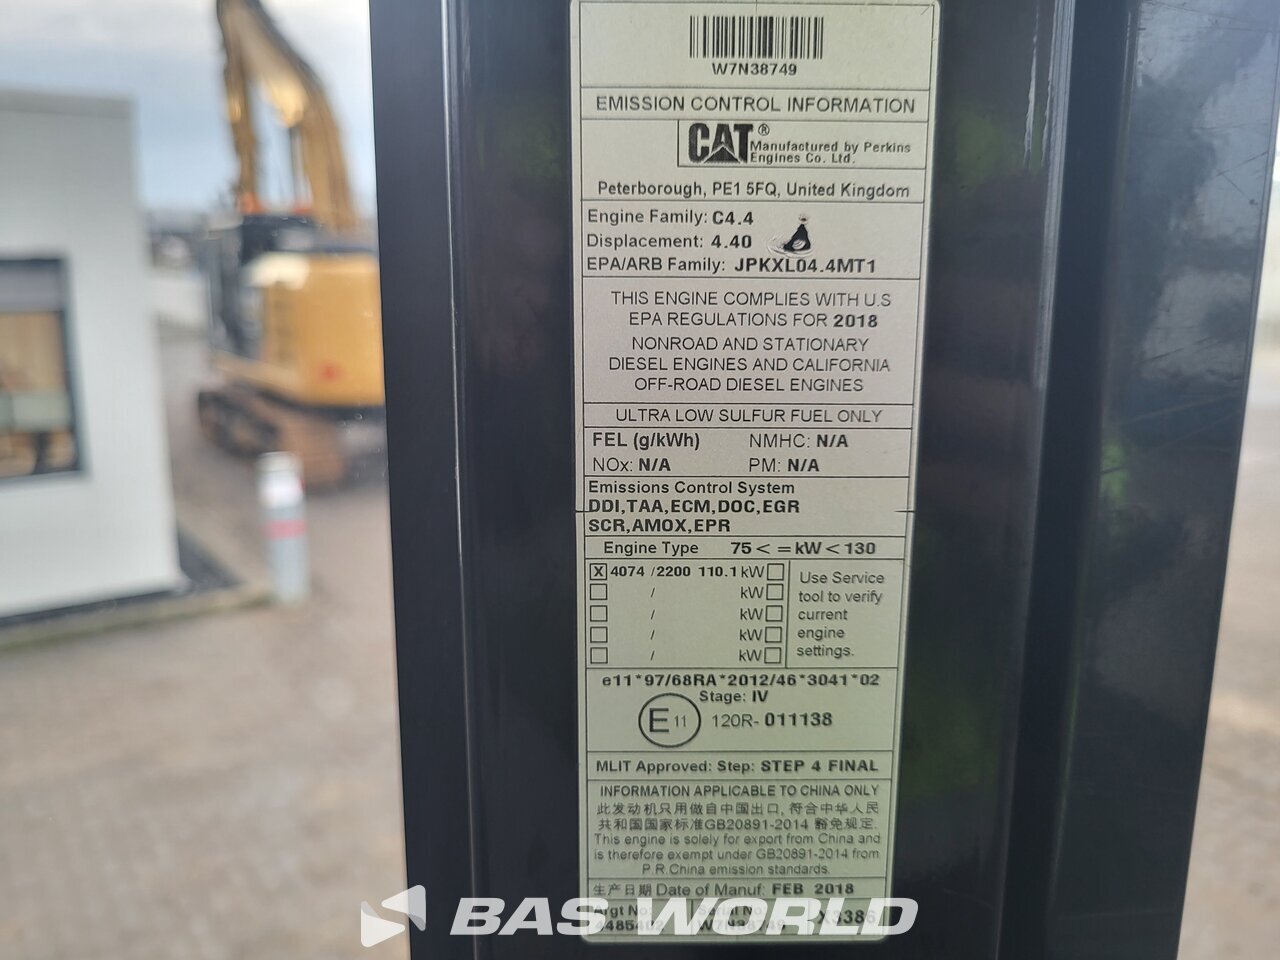 W7N38749
EMISSION CONTROL INFORMATION
CAT®
Manufactured by Perkins
Engines Co. Ltd.
Peterborough, PE1 5FQ, United Kingdom
Engine Family: C4.4
Displacement: 4.40
EPA/ARB Family: JPKXL04.4MT1
THIS ENGINE COMPLIES WITH U.S
EPA REGULATIONS FOR 2018
NONROAD AND STATIONARY
DIESEL ENGINES AND CALIFORNIA
OFF-ROAD DIESEL ENGINES
ULTRA LOW SULFUR FUEL ONLY
FEL (g/kWh) NMHC: N/A
NOx: N/A PM: N/A
Emissions Control System
DDI,TAA,ECM,DOC,EGR
SCR,AMOX,EPR
Engine Type 75 < = kW < 130
X 4074 /2200 110.1 kW
/ kW
/ kW
/ kW
/ kW
Use Service
tool to verify
current
engine
settings.
e11*97/68RA*2012/46*3041*02
Stage: IV
E 11 120R- 011138
MLIT Approved: Step: STEP 4 FINAL
INFORMATION APPLICABLE TO CHINA ONLY
此发动机只用做自中国出口, 符合中华人民
共和国国家标准GB20891-2014 豁免规定.
This engine is solely for export from China and
is therefore exempt under GB20891-2014 from
P.R.China emission standards.
生产日期 Date of Manuf: FEB 2018
Argt No: Serial No:
W7N38749
BAS WORLD